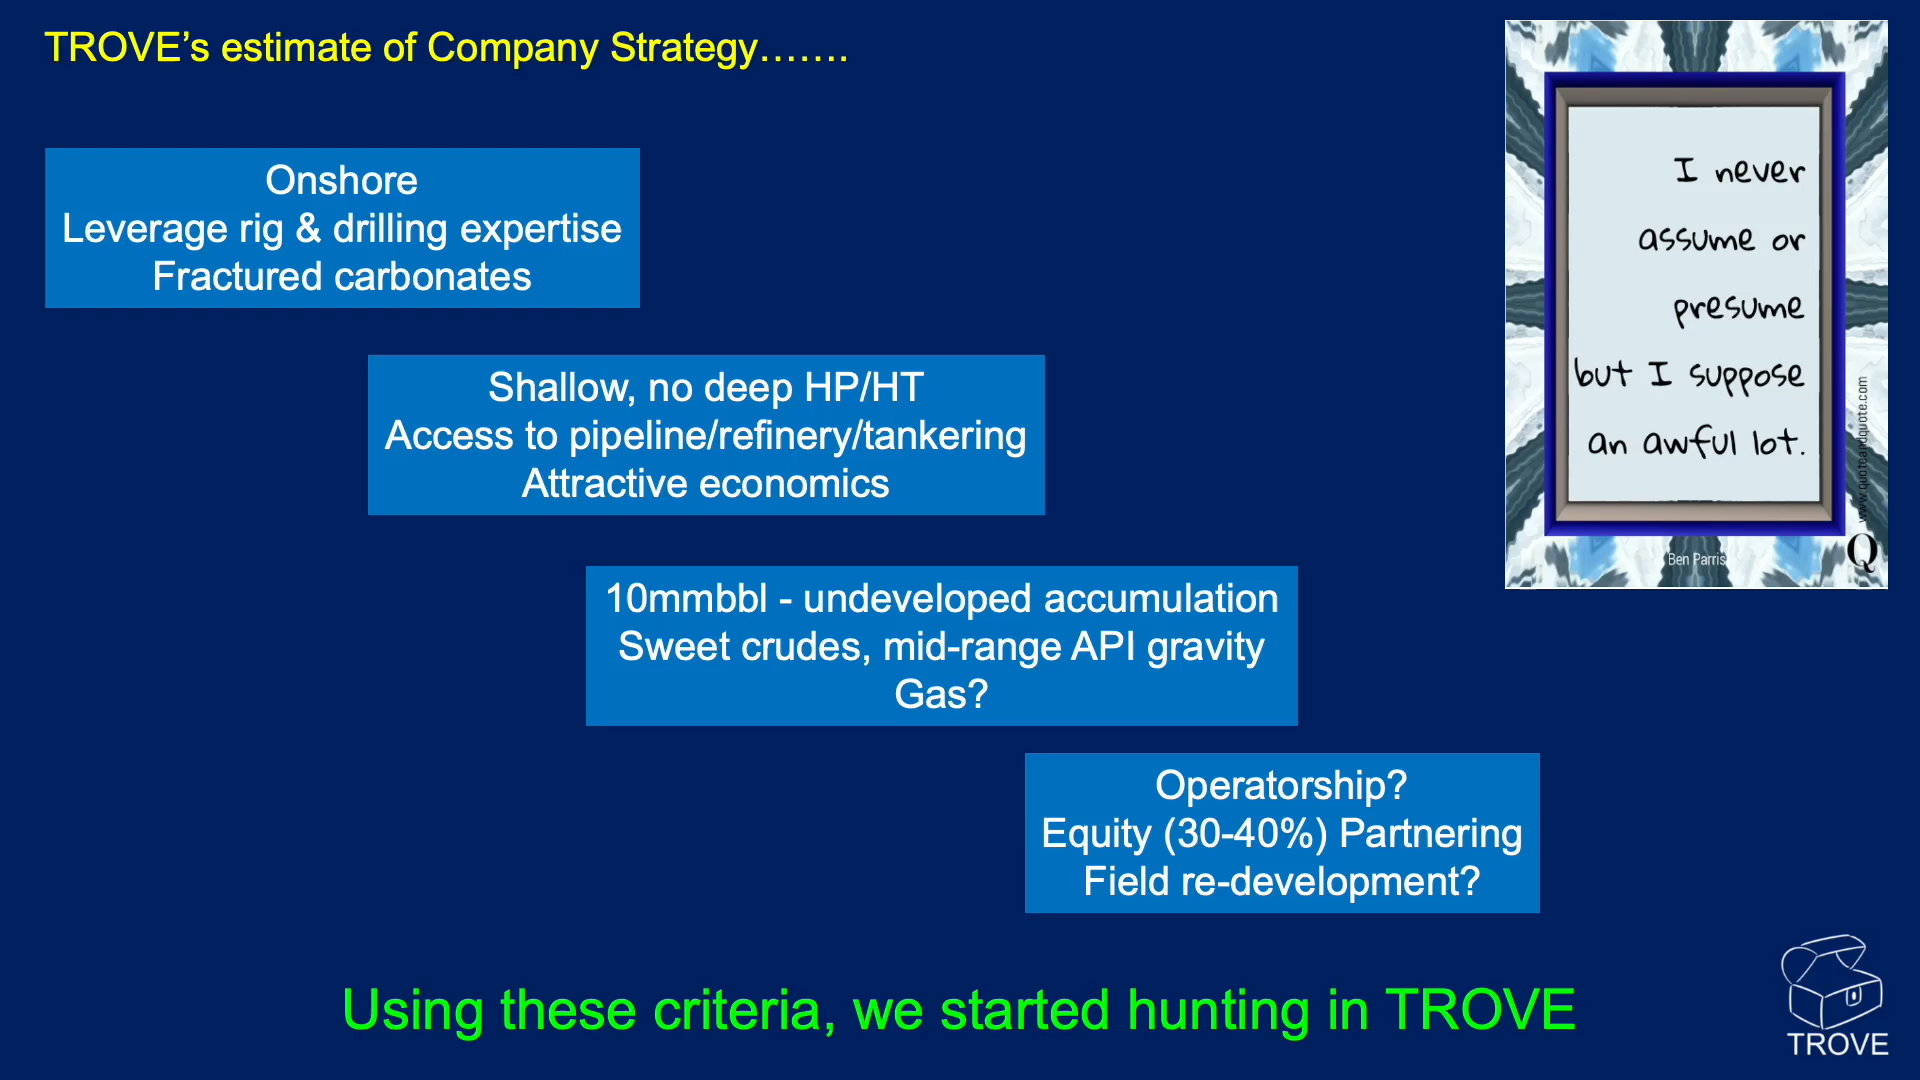 TROVE’s estimate of Company Strategy…….
Onshore
Leverage rig & drilling expertise
Fractured carbonates
Shallow, no deep HP/HT
Access to pipeline/refinery/tankering
Attractive economics
10mmbbl - undeveloped accumulation
Sweet crudes, mid-range API gravity
Gas?
Operatorship?
Equity (30-40%) Partnering
Field re-development?
I never
assume or
presume
but I suppose
an awful lot.
www.quoteandquote.com
Ben Parris
Q
Using these criteria, we started hunting in TROVE
TROVE